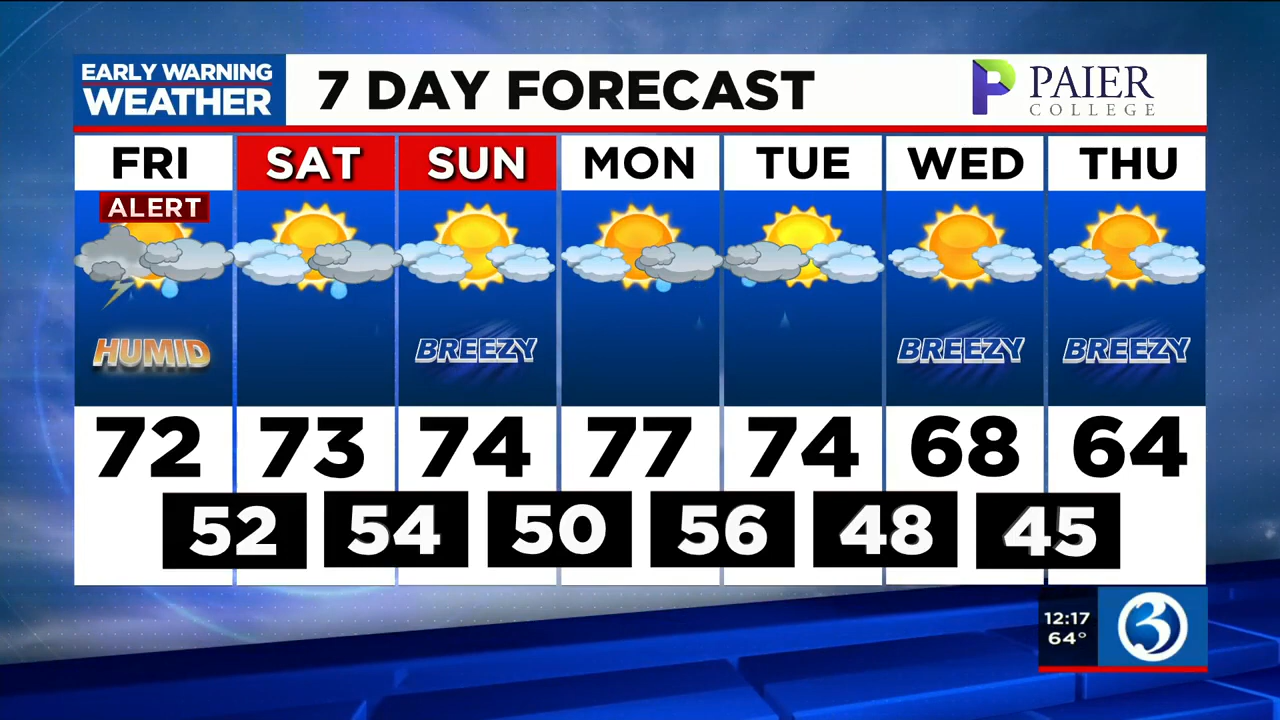 EARLY WARNING
WEATHER
7 DAY FORECAST
PAIER
COLLEGE
FRI SAT SUN MON TUE WED THU
ALERT
HUMID BREEZY BREEZY BREEZY
72 73 74 77 74 68 64
52 54 50 56 48 45
12:17
64°
3